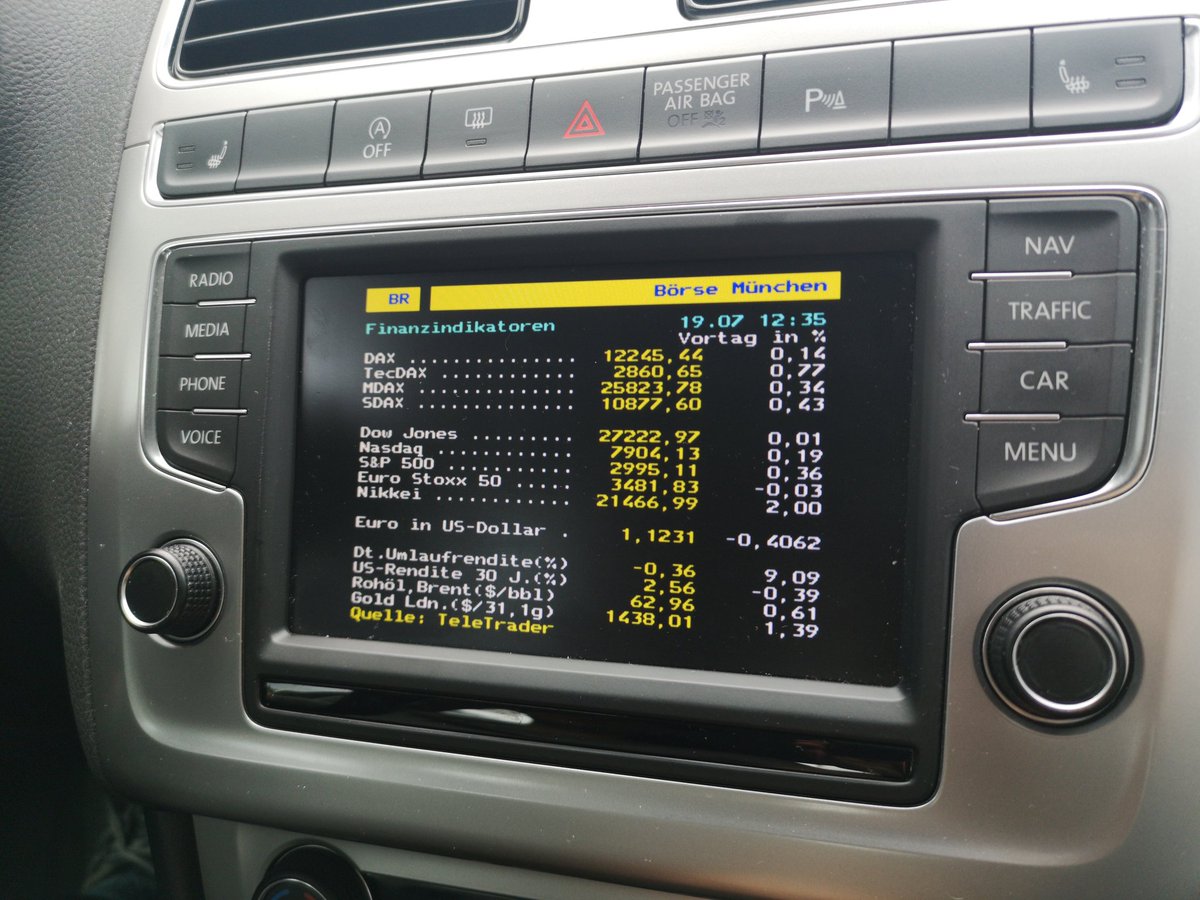 OFF
PASSENGER
AIR BAG
OFF
P
RADIO
MEDIA
PHONE
VOICE
BR Börse München
Finanzindikatoren 19.07 12:35
Vortag in %
DAX ............... 12245,44 0,14
TecDAX ............ 2860,65 0,77
MDAX .............. 25823,78 0,34
SDAX .............. 10877,60 0,43
Dow Jones ......... 27222,97 0,01
Nasdaq ............ 7904,13 0,19
S&P 500 ........... 2995,11 0,36
Euro Stoxx 50 ..... 3481,83 -0,03
Nikkei ............ 21466,99 2,00
Euro in US-Dollar . 1,1231 -0,4062
Dt.Umlaufrendite(%) -0,36 9,09
US-Rendite 30 J.(%) 2,56 -0,39
Rohöl,Brent($/bbl) 62,96 0,61
Gold Ldn.($/31,1g) 1438,01 1,39
Quelle: TeleTrader
NAV
TRAFFIC
CAR
MENU